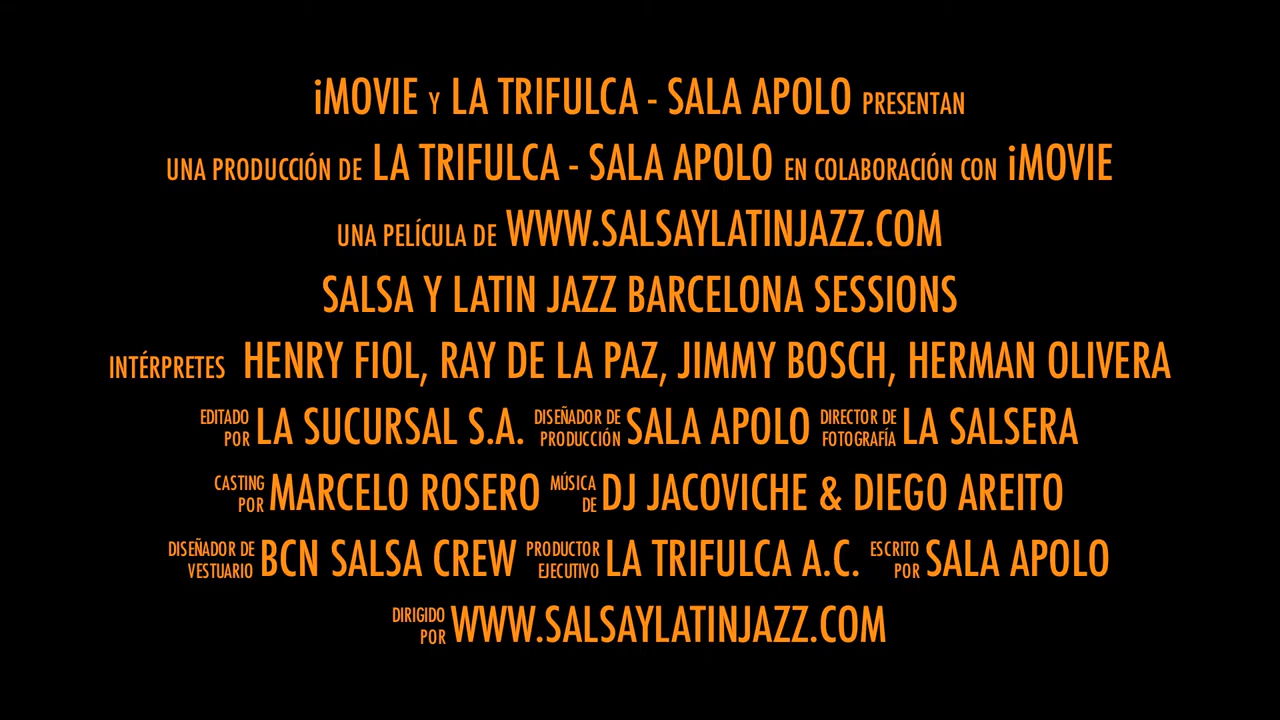 iMOVIE Y LA TRIFULCA - SALA APOLO PRESENTAN
UNA PRODUCCIÓN DE LA TRIFULCA - SALA APOLO EN COLABORACIÓN CON iMOVIE
UNA PELÍCULA DE WWW.SALSAYLATINJAZZ.COM
SALSA Y LATIN JAZZ BARCELONA SESSIONS
INTÉRPRETES HENRY FIOL, RAY DE LA PAZ, JIMMY BOSCH, HERMAN OLIVERA
EDITADO POR LA SUCURSAL S.A. DISEÑADOR DE PRODUCCIÓN SALA APOLO DIRECTOR DE FOTOGRAFÍA LA SALSERA
CASTING POR MARCELO ROSERO MÚSICA DE DJ JACOVICHE & DIEGO AREITO
DISEÑADOR DE VESTUARIO BCN SALSA CREW PRODUCTOR EJECUTIVO LA TRIFULCA A.C. ESCRITO POR SALA APOLO
DIRIGIDO POR WWW.SALSAYLATINJAZZ.COM